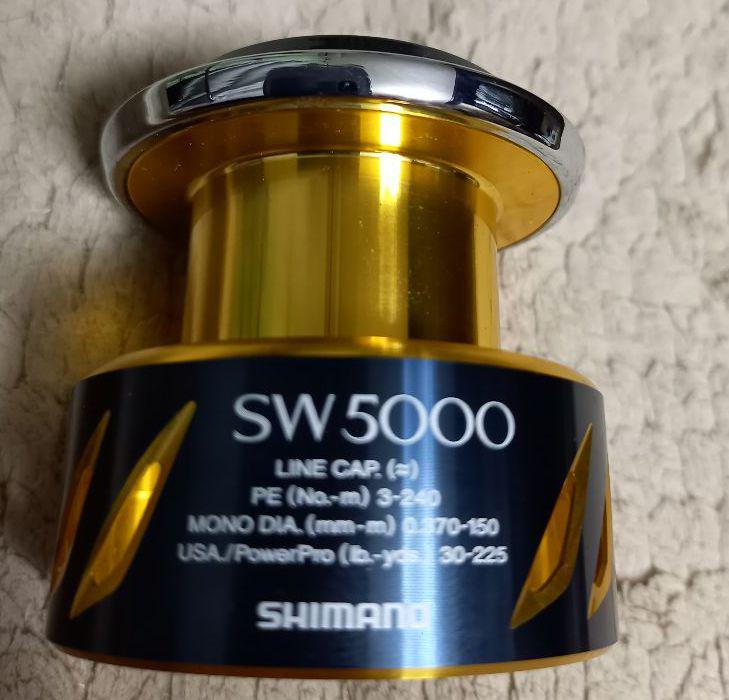 SW5000
LINE CAP. (≈)
PE (No.-m) 3-240
MONO DIA. (mm-m) 0.370-150
USA./PowerPro (lb.-yds.) 30-225
SHIMANO